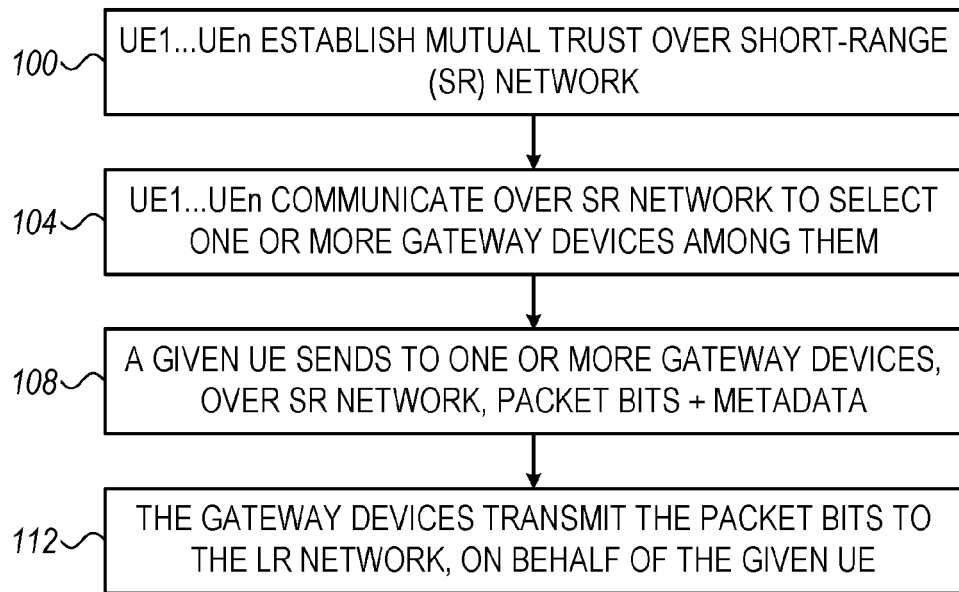 100
UE1...UEn ESTABLISH MUTUAL TRUST OVER SHORT-RANGE
(SR) NETWORK
104
UE1...UEn COMMUNICATE OVER SR NETWORK TO SELECT
ONE OR MORE GATEWAY DEVICES AMONG THEM
108
A GIVEN UE SENDS TO ONE OR MORE GATEWAY DEVICES,
OVER SR NETWORK, PACKET BITS + METADATA
112
THE GATEWAY DEVICES TRANSMIT THE PACKET BITS TO
THE LR NETWORK, ON BEHALF OF THE GIVEN UE